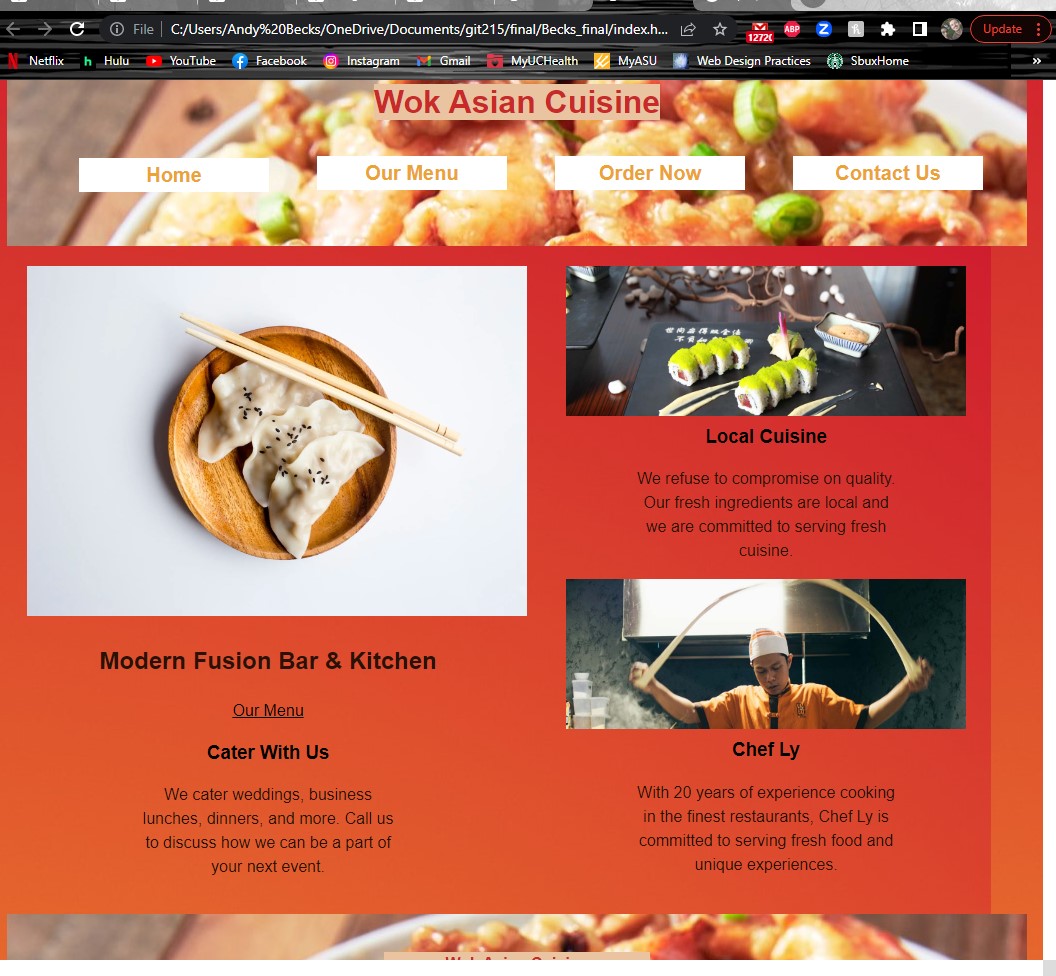 File
C:/Users/Andy%20Becks/OneDrive/Documents/git215/final/Becks_final/index.h...
ABP
Z
Update
Netflix
h Hulu
YouTube
Facebook
Instagram
Gmail
MyUCHealth
MyASU
Web Design Practices
SbuxHome
»
Wok Asian Cuisine
Home
Our Menu
Order Now
Contact Us
Local Cuisine
We refuse to compromise on quality.
Our fresh ingredients are local and
we are committed to serving fresh
cuisine.
Modern Fusion Bar & Kitchen
Our Menu
Cater With Us
We cater weddings, business
lunches, dinners, and more. Call us
to discuss how we can be a part of
your next event.
Chef Ly
With 20 years of experience cooking
in the finest restaurants, Chef Ly is
committed to serving fresh food and
unique experiences.